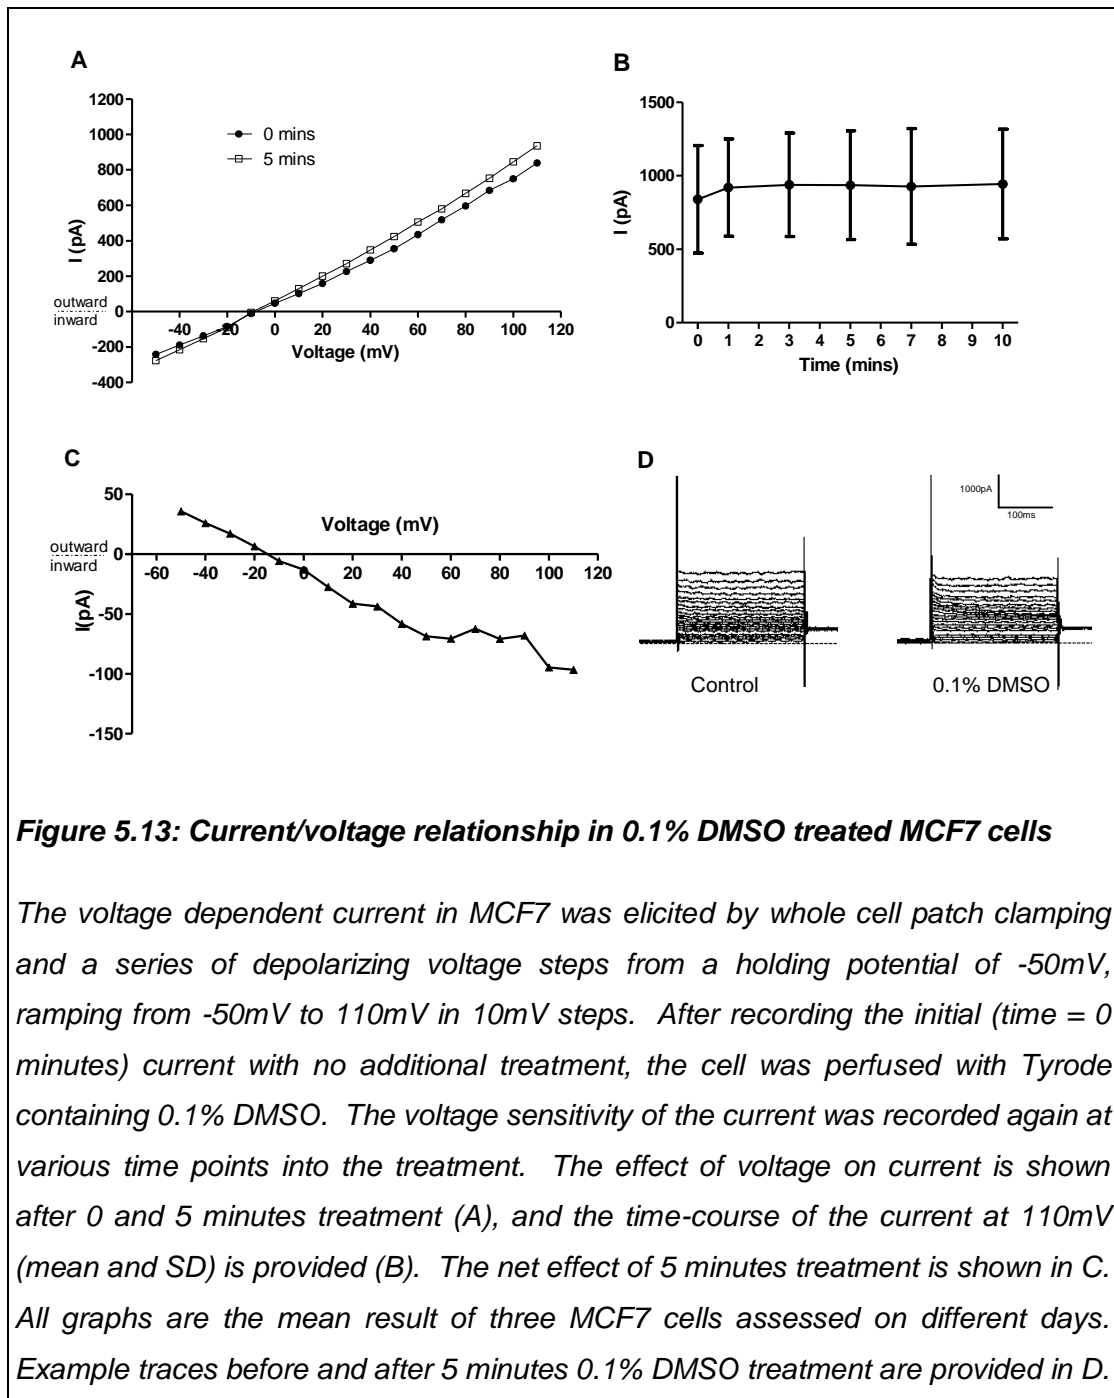 A
1200
1000
800
600
400
200
0
-200
-400
0 mins
5 mins
I (pA)
outward
inward
-40 -20 0 20 40 60 80 100 120
Voltage (mV)
B
1500
1000
500
0
I (pA)
0 1 2 3 4 5 6 7 8 9 10
Time (mins)
C
50
0
-50
-100
-150
Voltage (mV)
outward
inward
-60 -40 -20 0 20 40 60 80 100 120
I(pA)
D
1000pA
100ms
Control
0.1% DMSO
Figure 5.13: Current/voltage relationship in 0.1% DMSO treated MCF7 cells
The voltage dependent current in MCF7 was elicited by whole cell patch clamping
and a series of depolarizing voltage steps from a holding potential of -50mV,
ramping from -50mV to 110mV in 10mV steps. After recording the initial (time = 0
minutes) current with no additional treatment, the cell was perfused with Tyrode
containing 0.1% DMSO. The voltage sensitivity of the current was recorded again at
various time points into the treatment. The effect of voltage on current is shown
after 0 and 5 minutes treatment (A), and the time-course of the current at 110mV
(mean and SD) is provided (B). The net effect of 5 minutes treatment is shown in C.
All graphs are the mean result of three MCF7 cells assessed on different days.
Example traces before and after 5 minutes 0.1% DMSO treatment are provided in D.